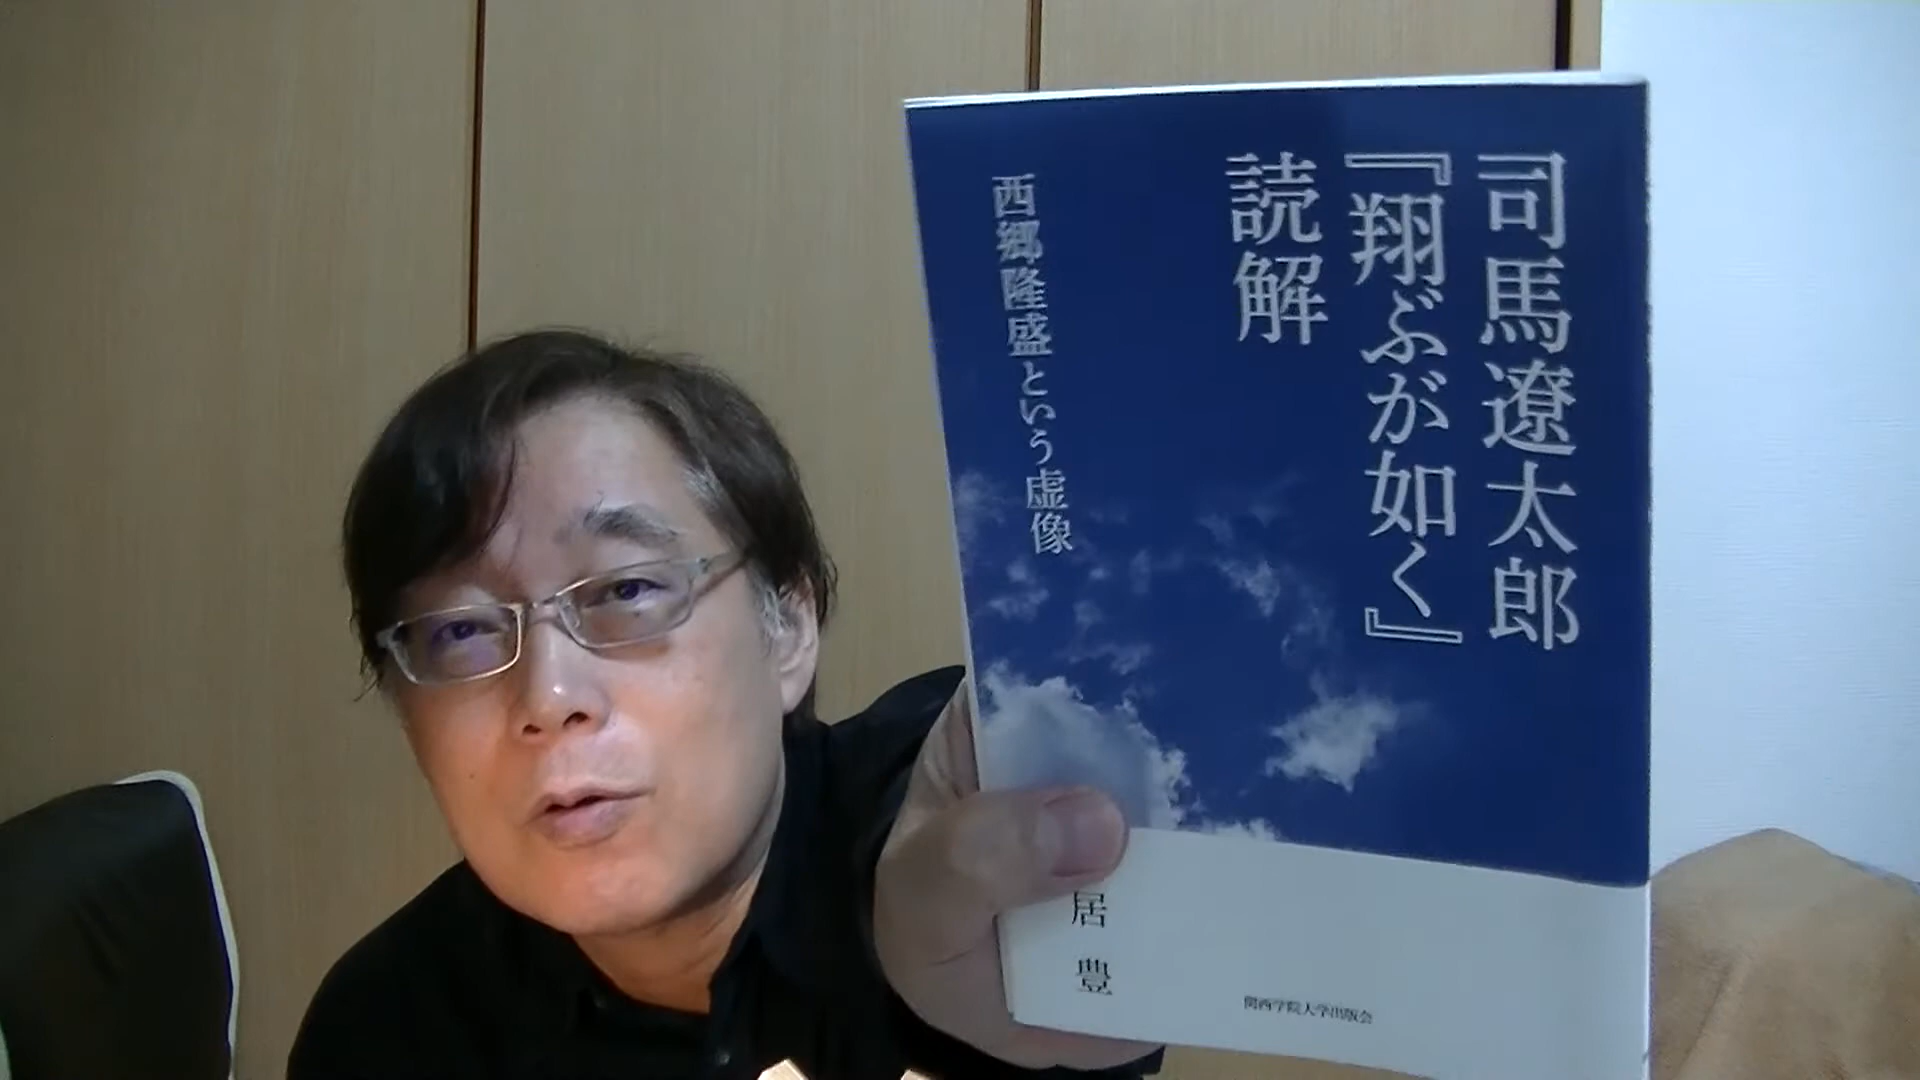 司馬遼太郎
『翔ぶが如く』
読解
西郷隆盛という虚像
居 豊
関西学院大学出版会